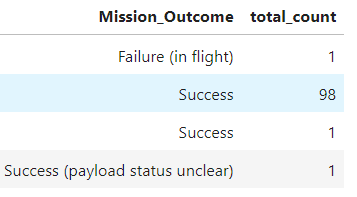 Mission_Outcome total_count
Failure (in flight) 1
Success 98
Success 1
Success (payload status unclear) 1